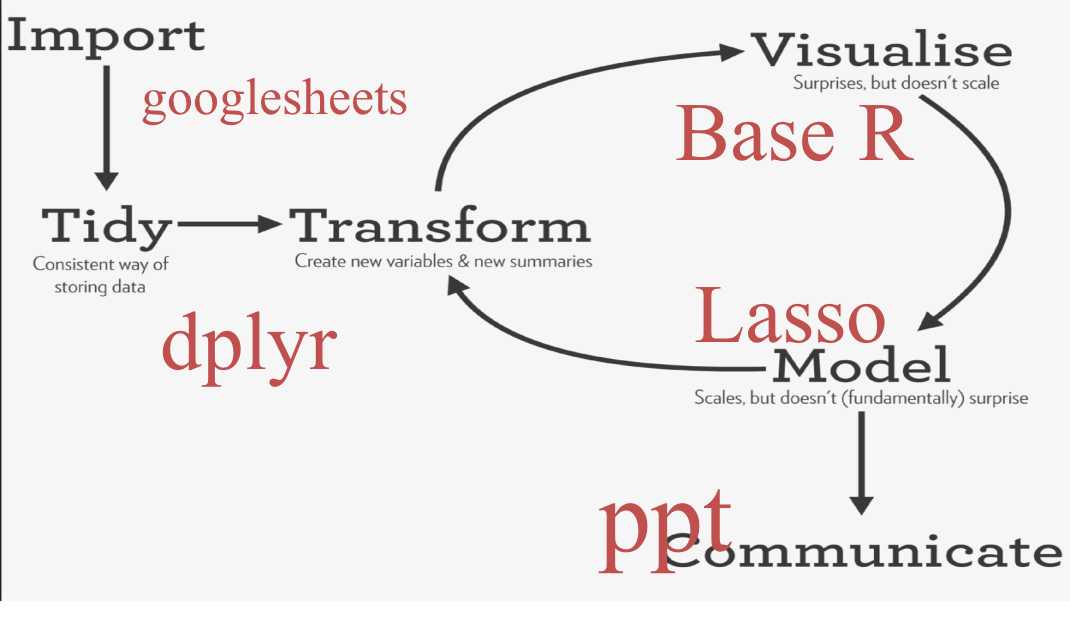 Import
googlesheets
Visualise
Surprises, but doesn't scale
Base R
Tidy
Consistent way of
storing data
Transform
Create new variables & new summaries
dplyr
Lasso
Model
Scales, but doesn't (fundamentally) surprise
ppt
Communicate